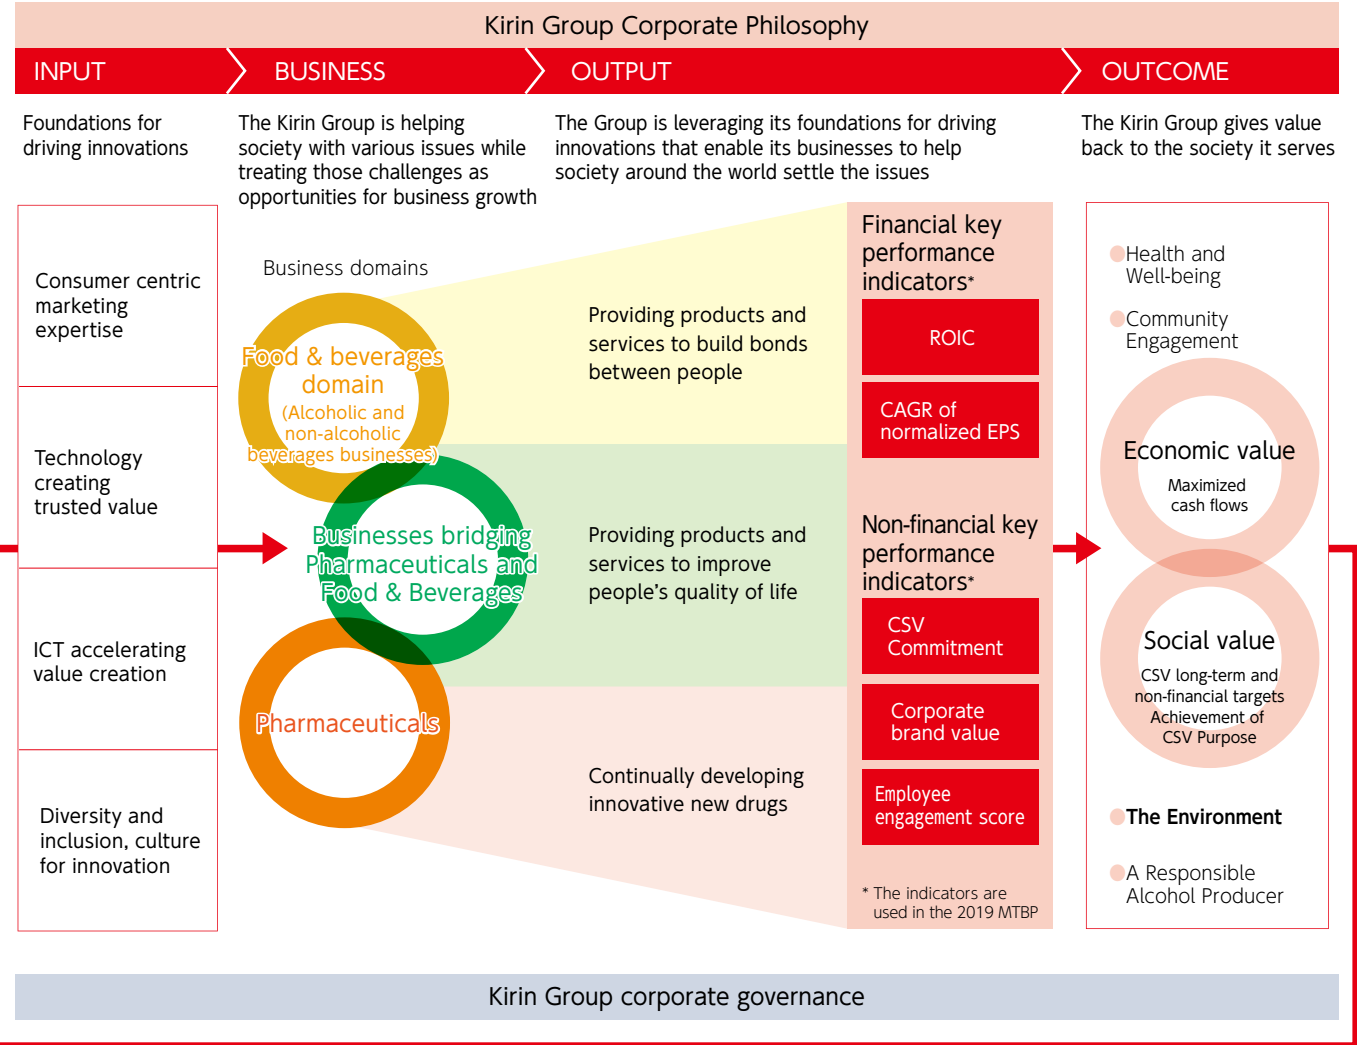 Kirin Group Corporate Philosophy
INPUT
BUSINESS
OUTPUT
OUTCOME
Foundations for
driving innovations
The Kirin Group is helping
society with various issues while
treating those challenges as
opportunities for business growth
The Group is leveraging its foundations for driving
innovations that enable its businesses to help
society around the world settle the issues
The Kirin Group gives value
back to the society it serves
Consumer centric
marketing
expertise
Technology
creating
trusted value
ICT accelerating
value creation
Diversity and
inclusion, culture
for innovation
Business domains
Food & beverages
domain
(Alcoholic and
non-alcoholic
beverages businesses)
Businesses bridging
Pharmaceuticals and
Food & Beverages
Pharmaceuticals
Providing products and
services to build bonds
between people
Providing products and
services to improve
people’s quality of life
Continually developing
innovative new drugs
Financial key
performance
indicators*
ROIC
CAGR of
normalized EPS
Non-financial key
performance
indicators*
CSV
Commitment
Corporate
brand value
Employee
engagement score
* The indicators are
used in the 2019 MTBP
Health and
Well-being
Community
Engagement
Economic value
Maximized
cash flows
Social value
CSV long-term and
non-financial targets
Achievement of
CSV Purpose
The Environment
A Responsible
Alcohol Producer
Kirin Group corporate governance